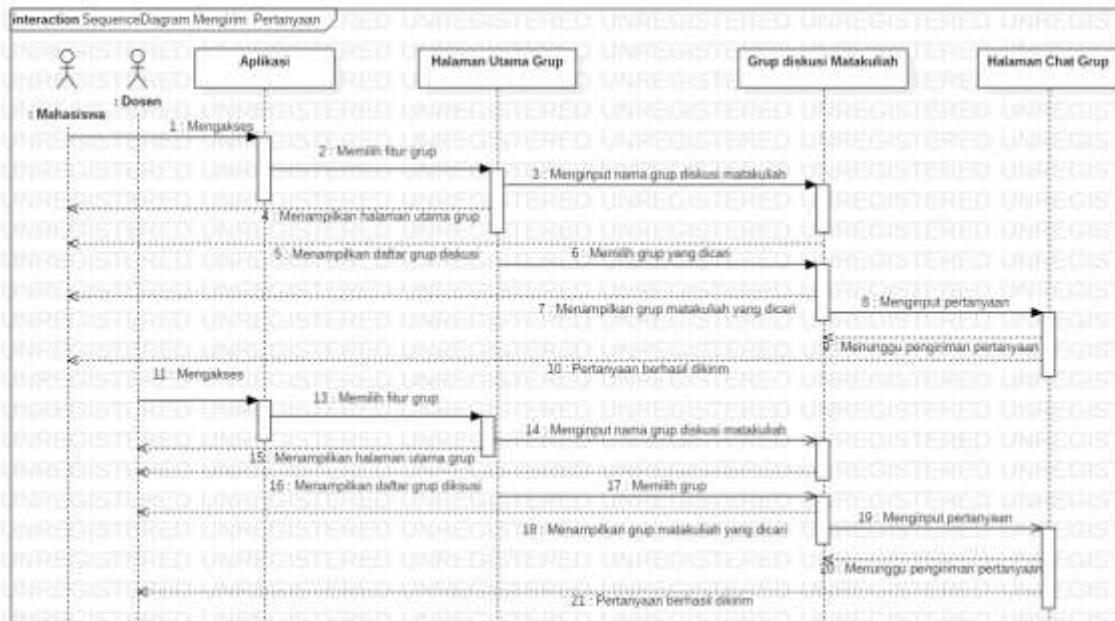 interaction SequenceDiagram Mengirim Pertanyaan
Aplikasi
Halaman Utama Grup
Grup diskusi Matakuliah
Halaman Chat Grup
: Dosen
: Mahasiswa
1 : Mengakses
2 : Memilih fitur grup
3 : Menginput nama grup diskusi matakuliah
4 : Menampilkan halaman utama grup
5 : Menampilkan daftar grup diskusi
6 : Memilih grup yang dicari
7 : Menampilkan grup matakuliah yang dicari
8 : Menginput pertanyaan
: Menunggu pengiriman pertanyaan
10 : Pertanyaan berhasil dikirim
11 : Mengakses
13 : Memilih fitur grup
14 : Menginput nama grup diskusi matakuliah
15 : Menampilkan halaman utama grup
16 : Menampilkan daftar grup diksusi
17 : Memilih grup
18 : Menampilkan grup matakuliah yang dicari
19 : Menginput pertanyaan
20 : Menunggu pengiriman pertanyaan
21 : Pertanyaan berhasil dikirim
UNREGISTERED